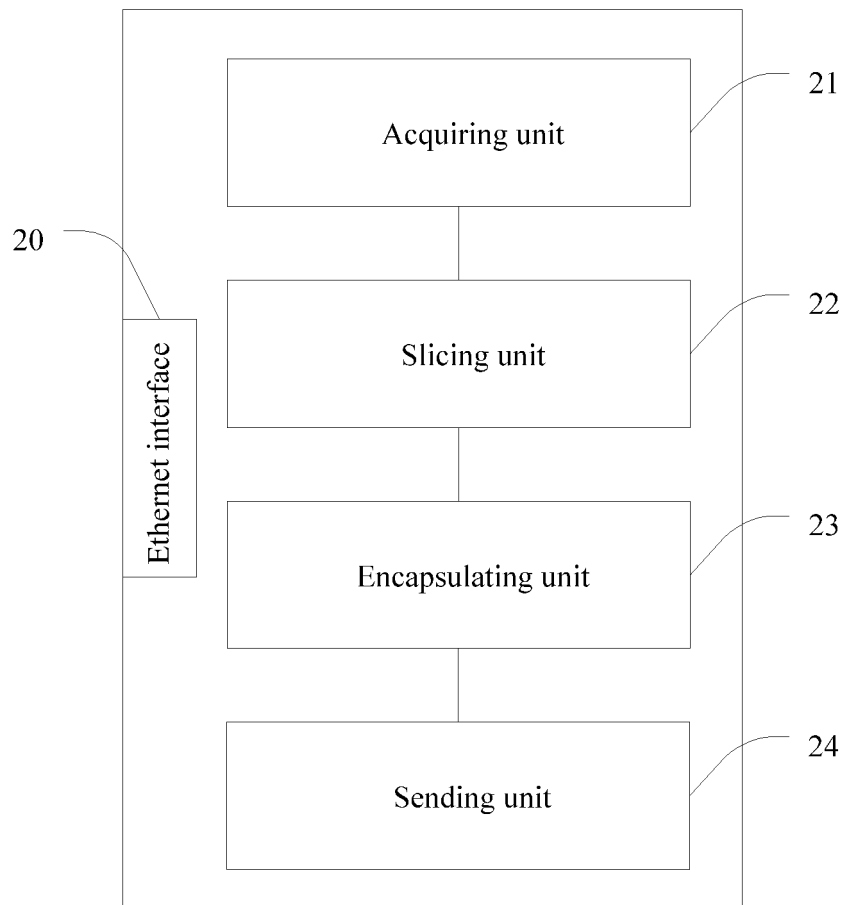 Acquiring unit
21
20
Slicing unit
22
Ethernet interface
Encapsulating unit
23
Sending unit
24